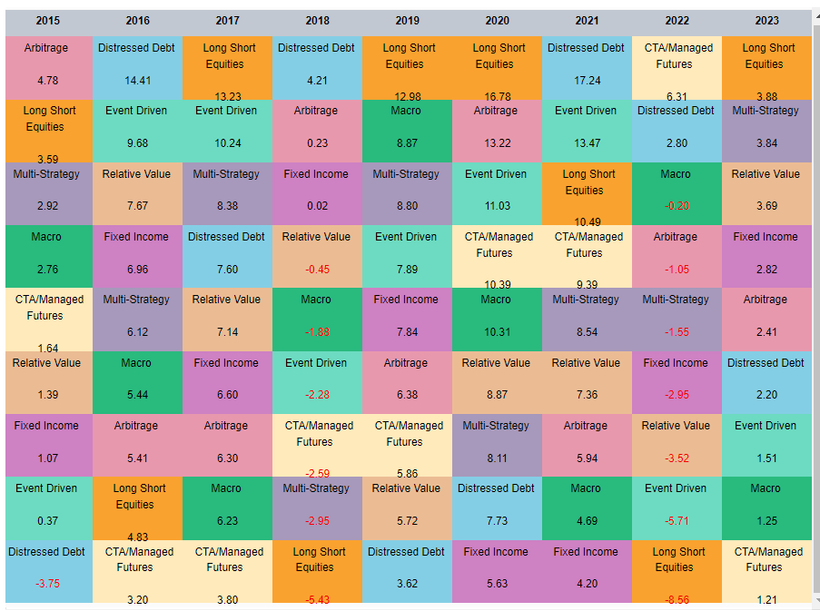 2015 2016 2017 2018 2019 2020 2021 2022 2023
Arbitrage Distressed Debt Long Short Distressed Debt Long Short Long Short Distressed Debt CTA/Managed Long Short
Equities Equities Equities Futures Equities
4.78 14.41 13.23 4.21 12.98 16.78 17.24 6.31 3.88
Long Short Event Driven Event Driven Arbitrage Macro Arbitrage Event Driven Distressed Debt Multi-Strategy
Equities
3.59 9.68 10.24 0.23 8.87 13.22 13.47 2.80 3.84
Multi-Strategy Relative Value Multi-Strategy Fixed Income Multi-Strategy Event Driven Long Short Macro Relative Value
Equities
2.92 7.67 8.38 0.02 8.80 11.03 10.49 -0.20 3.69
Macro Fixed Income Distressed Debt Relative Value Event Driven CTA/Managed CTA/Managed Arbitrage Fixed Income
Futures Futures
2.76 6.96 7.60 -0.45 7.89 10.39 9.39 -1.05 2.82
CTA/Managed Multi-Strategy Relative Value Macro Fixed Income Macro Multi-Strategy Multi-Strategy Arbitrage
Futures
1.64 6.12 7.14 -1.88 7.84 10.31 8.54 -1.55 2.41
Relative Value Macro Fixed Income Event Driven Arbitrage Relative Value Relative Value Fixed Income Distressed Debt
1.39 5.44 6.60 -2.28 6.38 8.87 7.36 -2.95 2.20
Fixed Income Arbitrage Arbitrage CTA/Managed CTA/Managed Multi-Strategy Arbitrage Relative Value Event Driven
Futures Futures
1.07 5.41 6.30 -2.59 5.86 8.11 5.94 -3.52 1.51
Event Driven Long Short Macro Multi-Strategy Relative Value Distressed Debt Macro Event Driven Macro
Equities
0.37 4.83 6.23 -2.95 5.72 7.73 4.69 -5.71 1.25
Distressed Debt CTA/Managed CTA/Managed Long Short Distressed Debt Fixed Income Fixed Income Long Short CTA/Managed
Futures Futures Equities Equities Futures
-3.75 3.20 3.80 -5.43 3.62 5.63 4.20 -8.56 1.21